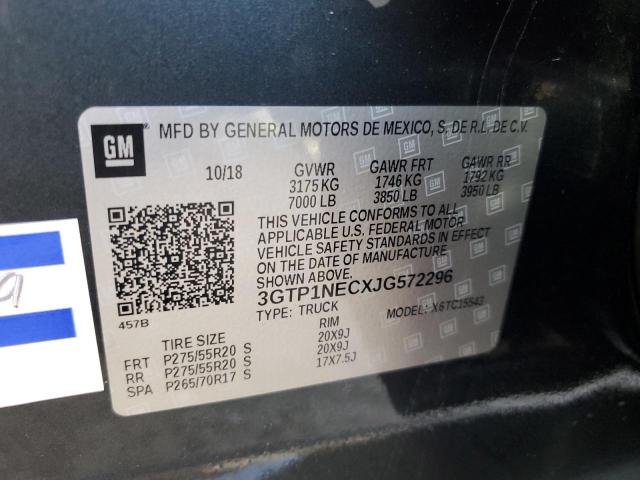 GM MFD BY GENERAL MOTORS DE MEXICO, S. DE R.L. DE C.V.
10/18 GVWR GAWR FRT GAWR RR
3175 KG 1746 KG 1792 KG
7000 LB 3850 LB 3950 LB
THIS VEHICLE CONFORMS TO ALL
APPLICABLE U.S. FEDERAL MOTOR
VEHICLE SAFETY STANDARDS IN EFFECT
ON THE DATE OF MANUFACTURE
SHOWN ABOVE.
3GTP1NECXJG572296
457B TYPE: TRUCK MODEL: X6TC15543
TIRE SIZE RIM
FRT P275/55R20 S 20X9J
RR P275/55R20 S 20X9J
SPA P265/70R17 S 17X7.5J
9